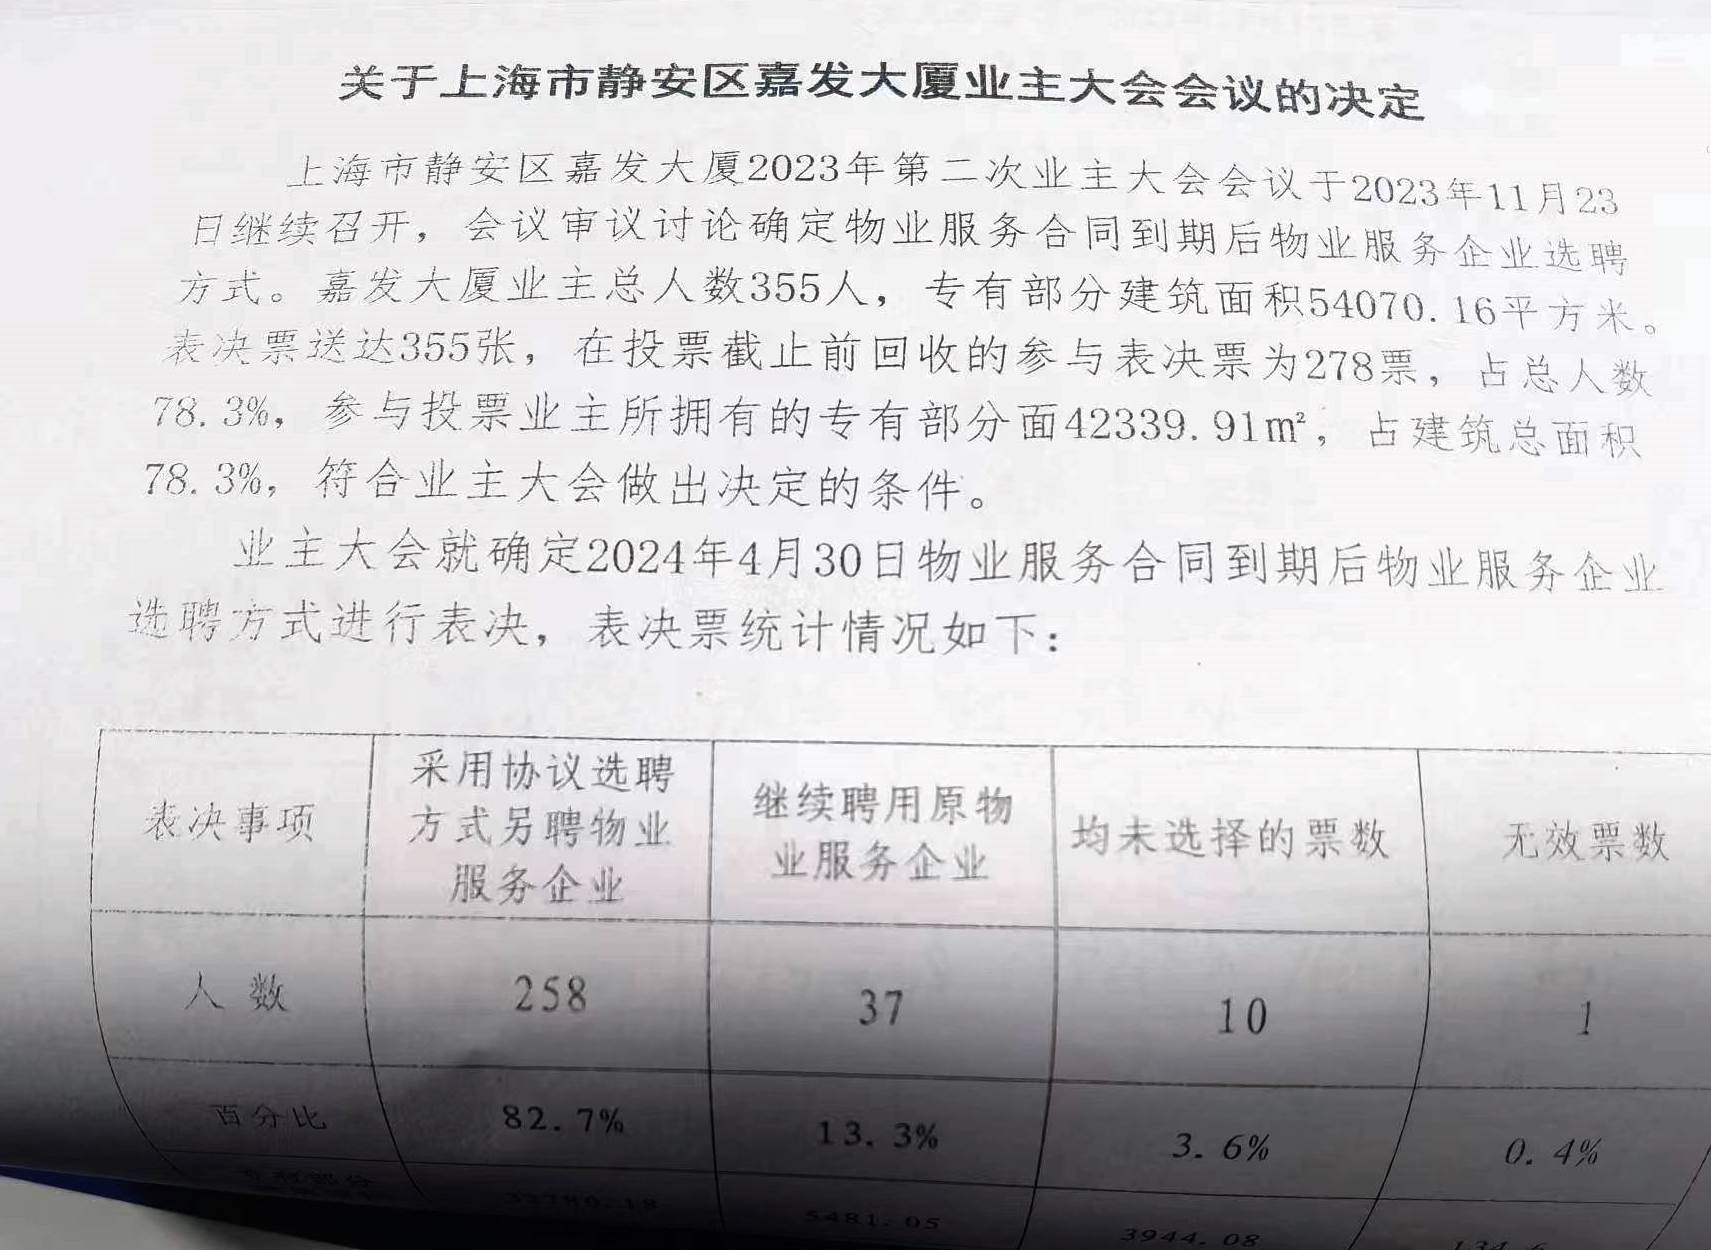 关于上海市静安区嘉发大厦业主大会会议的决定
上海市静安区嘉发大厦2023年第二次业主大会会议于2023年11月23
日继续召开，会议审议讨论确定物业服务合同到期后物业服务企业选聘
方式。嘉发大厦业主总人数355人，专有部分建筑面积54070.16平方米。
表决票送达355张，在投票截止前回收的参与表决票为278票，占总人数
78.3%，参与投票业主所拥有的专有部分面42339.91m²，占建筑总面积
78.3%，符合业主大会做出决定的条件。
业主大会就确定2024年4月30日物业服务合同到期后物业服务企业
选聘方式进行表决，表决票统计情况如下：
表决事项 采用协议选聘方式另聘物业服务企业 继续聘用原物业服务企业 均未选择的票数 无效票数
人数 258 37 10 1
百分比 82.7% 13.3% 3.6% 0.4%
专有部分 5481.05 3944.08